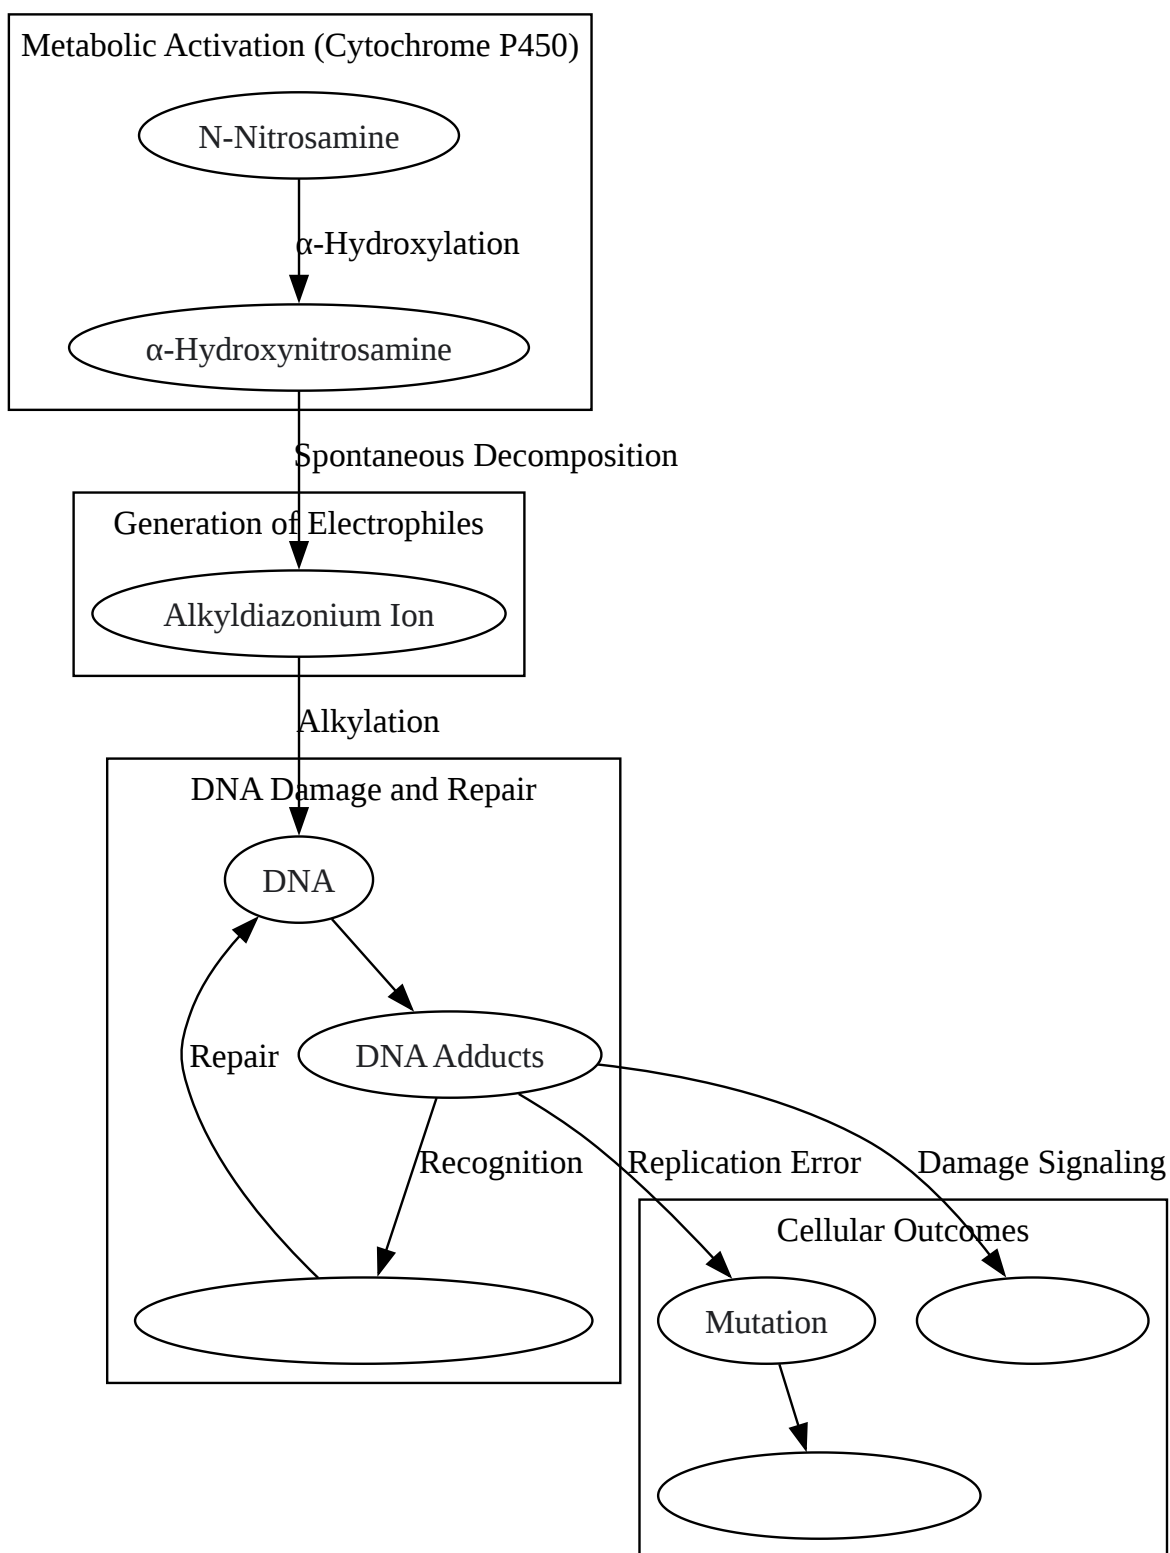 Metabolic Activation (Cytochrome P450)
N-Nitrosamine
α-Hydroxylation
α-Hydroxynitrosamine
Spontaneous Decomposition
Generation of Electrophiles
Alkyldiazonium Ion
Alkylation
DNA Damage and Repair
DNA
Repair
DNA Adducts
Recognition
Replication Error
Damage Signaling
Cellular Outcomes
Mutation